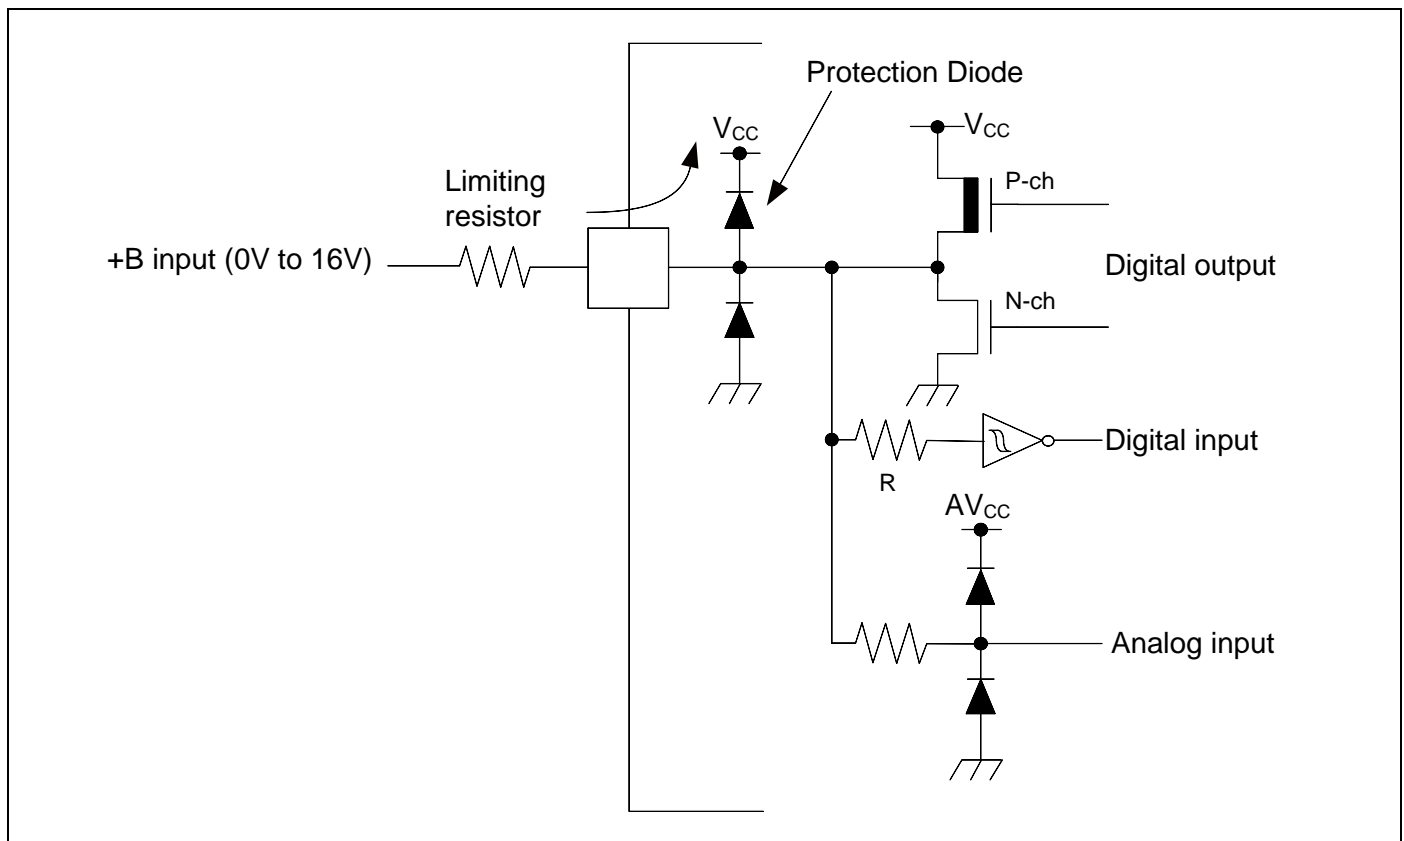 Protection Diode
VCC
VCC
P-ch
Limiting
resistor
+B input (0V to 16V)
Digital output
N-ch
Digital input
R
AVCC
Analog input